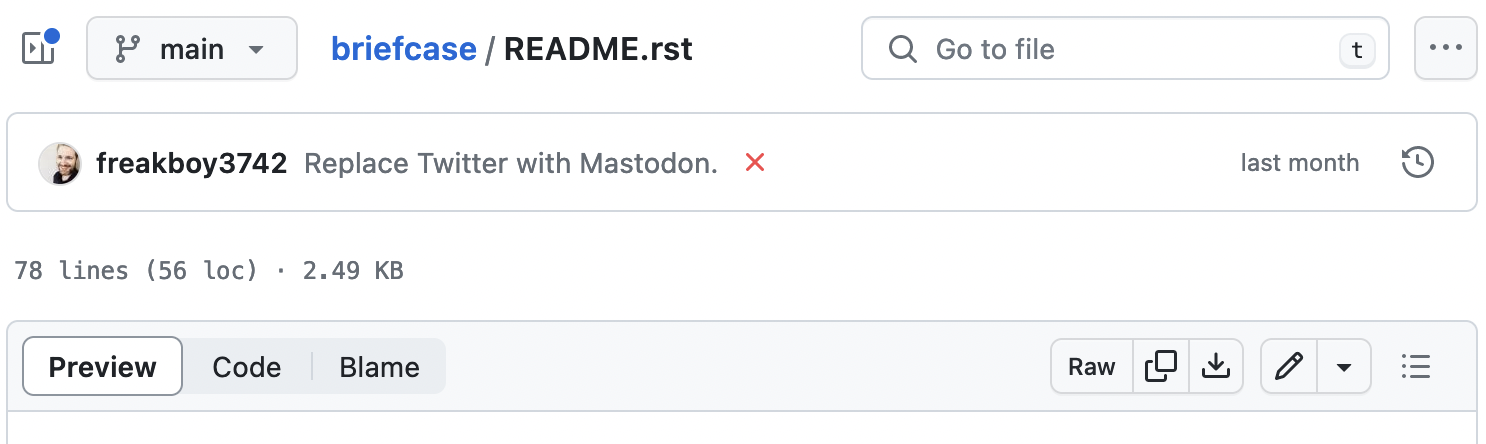 main briefcase / README.rst Go to file t
freakboy3742 Replace Twitter with Mastodon. last month
78 lines (56 loc) · 2.49 KB
Preview Code Blame Raw